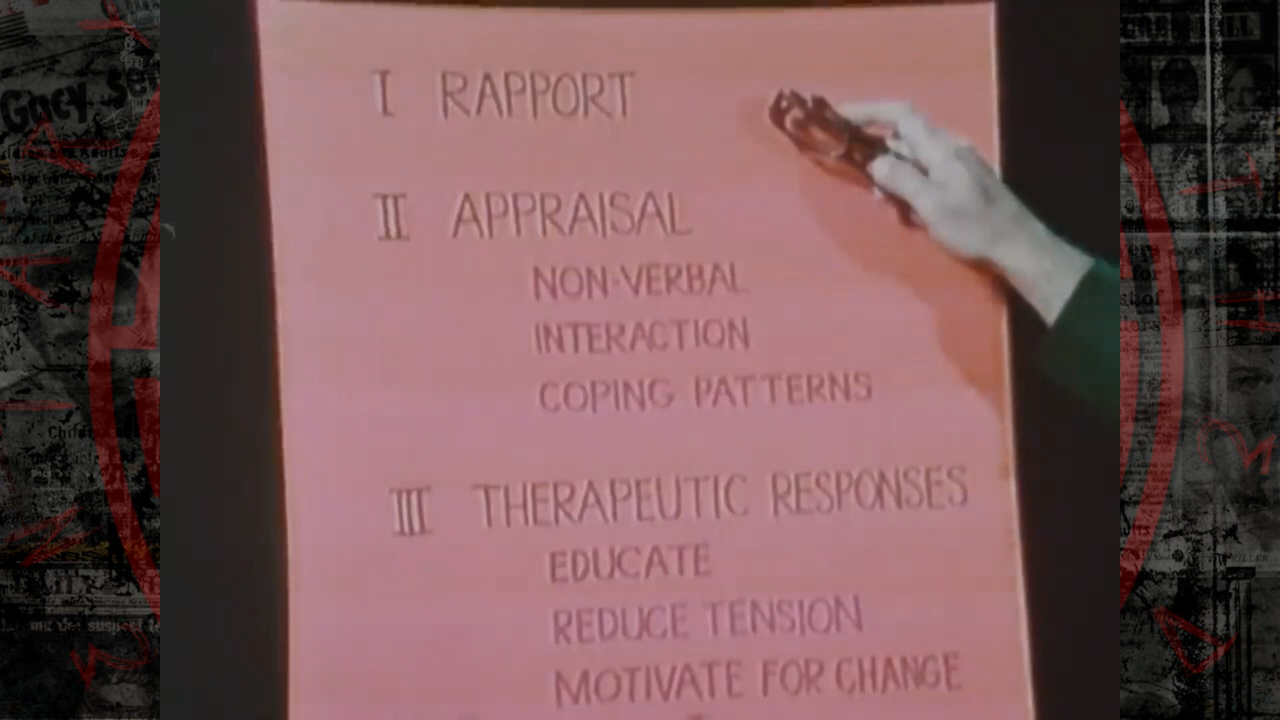 I RAPPORT
II APPRAISAL
NON-VERBAL
INTERACTION
COPING PATTERNS
III THERAPEUTIC RESPONSES
EDUCATE
REDUCE TENSION
MOTIVATE FOR CHANGE